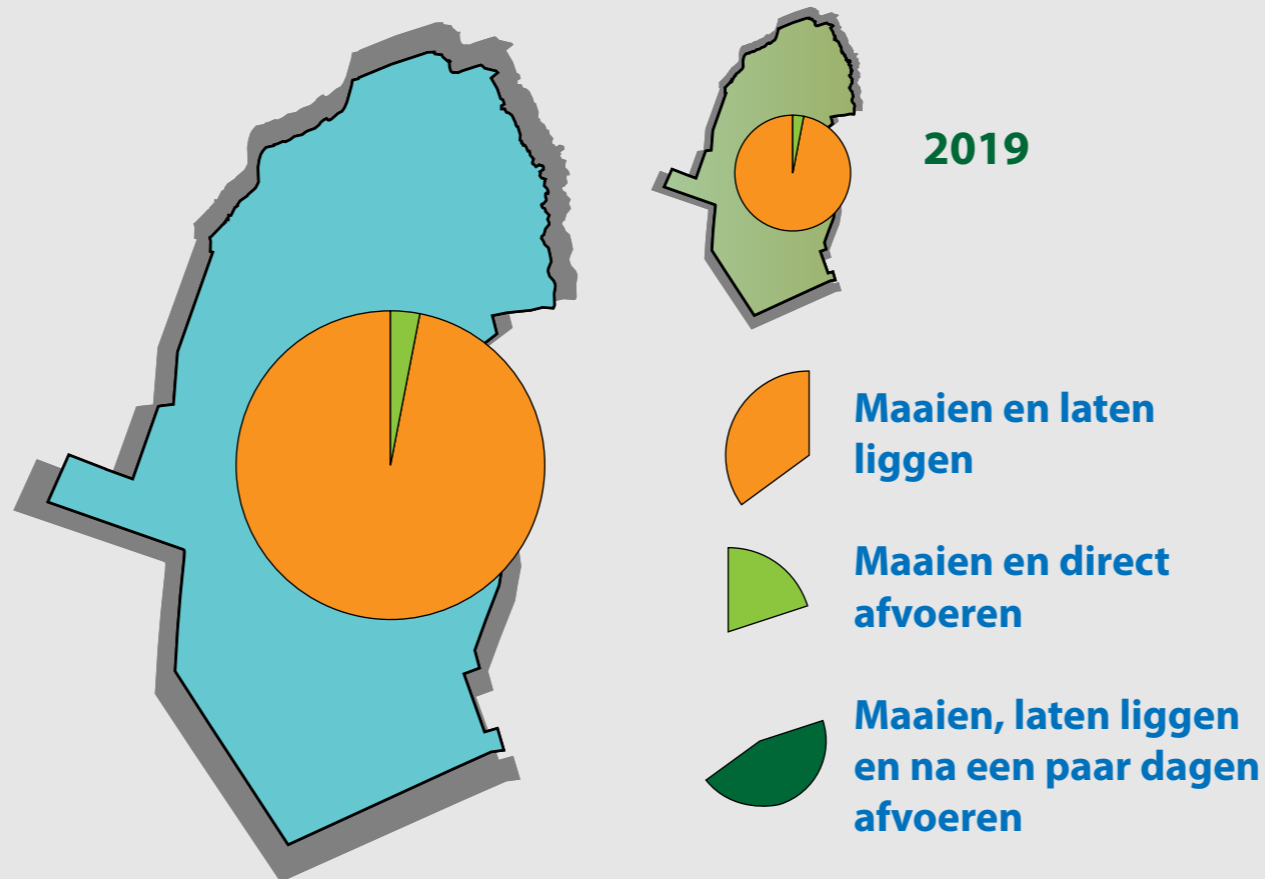 2019
Maaien en laten
liggen
Maaien en direct
afvoeren
Maaien, laten liggen
en na een paar dagen
afvoeren